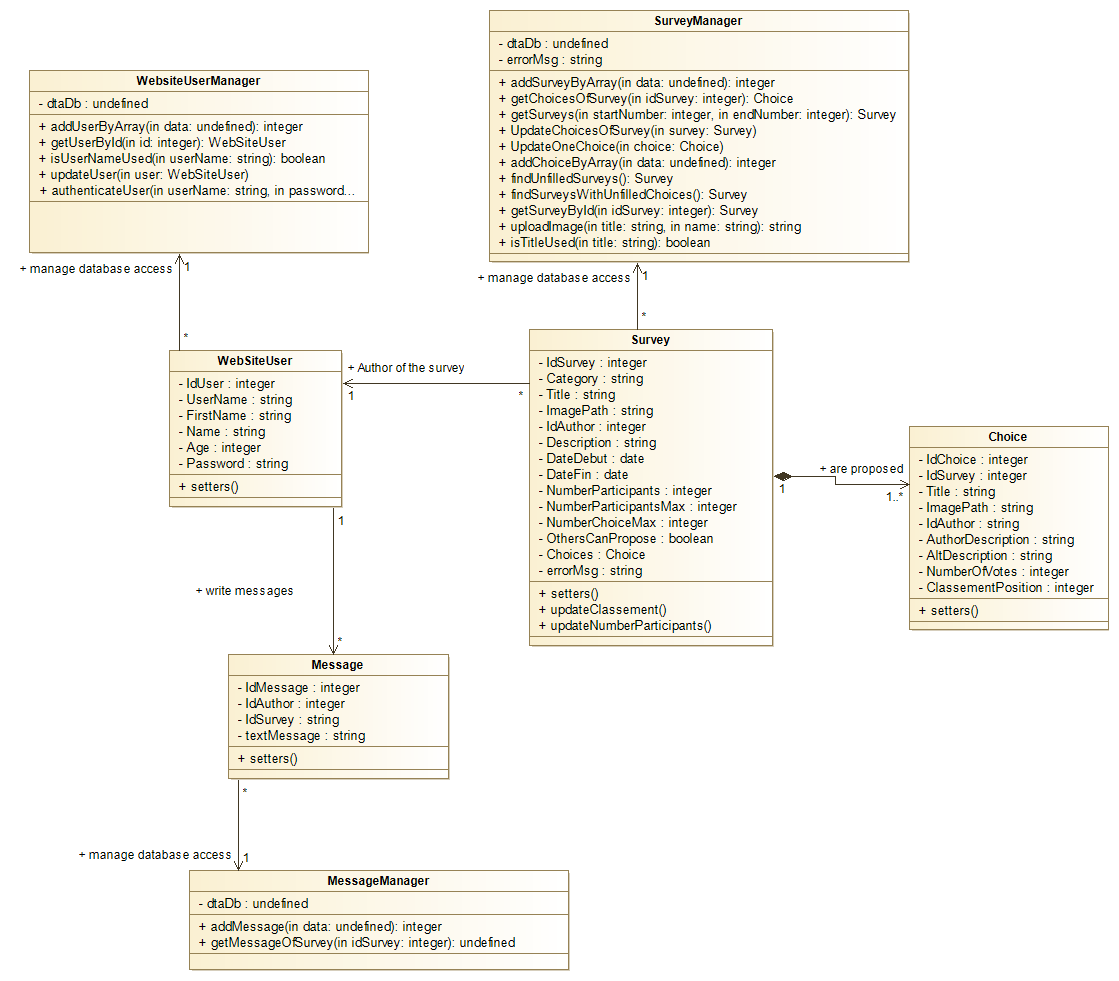 SurveyManager
- dtaDb : undefined
- errorMsg : string
+ addSurveyByArray(in data: undefined): integer
+ getChoicesOfSurvey(in idSurvey: integer): Choice
+ getSurveys(in startNumber: integer, in endNumber: integer): Survey
+ UpdateChoicesOfSurvey(in survey: Survey)
+ UpdateOneChoice(in choice: Choice)
+ addChoiceByArray(in data: undefined): integer
+ findUnfilledSurveys(): Survey
+ findSurveysWithUnfilledChoices(): Survey
+ getSurveyById(in idSurvey: integer): Survey
+ uploadImage(in title: string, in name: string): string
+ isTitleUsed(in title: string): boolean
WebsiteUserManager
- dtaDb : undefined
+ addUserByArray(in data: undefined): integer
+ getUserById(in id: integer): WebSiteUser
+ isUserNameUsed(in userName: string): boolean
+ updateUser(in user: WebSiteUser)
+ authenticateUser(in userName: string, in password...
+ manage database access
1
*
+ manage database access
1
*
WebSiteUser
- IdUser : integer
- UserName : string
- FirstName : string
- Name : string
- Age : integer
- Password : string
+ setters()
+ Author of the survey
1
*
Survey
- IdSurvey : integer
- Category : string
- Title : string
- ImagePath : string
- IdAuthor : integer
- Description : string
- DateDebut : date
- DateFin : date
- NumberParticipants : integer
- NumberParticipantsMax : integer
- NumberChoiceMax : integer
- OthersCanPropose : boolean
- Choices : Choice
- errorMsg : string
+ setters()
+ updateClassement()
+ updateNumberParticipants()
+ are proposed
1
1..*
Choice
- IdChoice : integer
- IdSurvey : integer
- Title : string
- ImagePath : string
- IdAuthor : string
- AuthorDescription : string
- AltDescription : string
- NumberOfVotes : integer
- ClassementPosition : integer
+ setters()
1
+ write messages
*
Message
- IdMessage : integer
- IdAuthor : integer
- IdSurvey : string
- textMessage : string
+ setters()
*
+ manage database access
1
MessageManager
- dtaDb : undefined
+ addMessage(in data: undefined): integer
+ getMessageOfSurvey(in idSurvey: integer): undefined